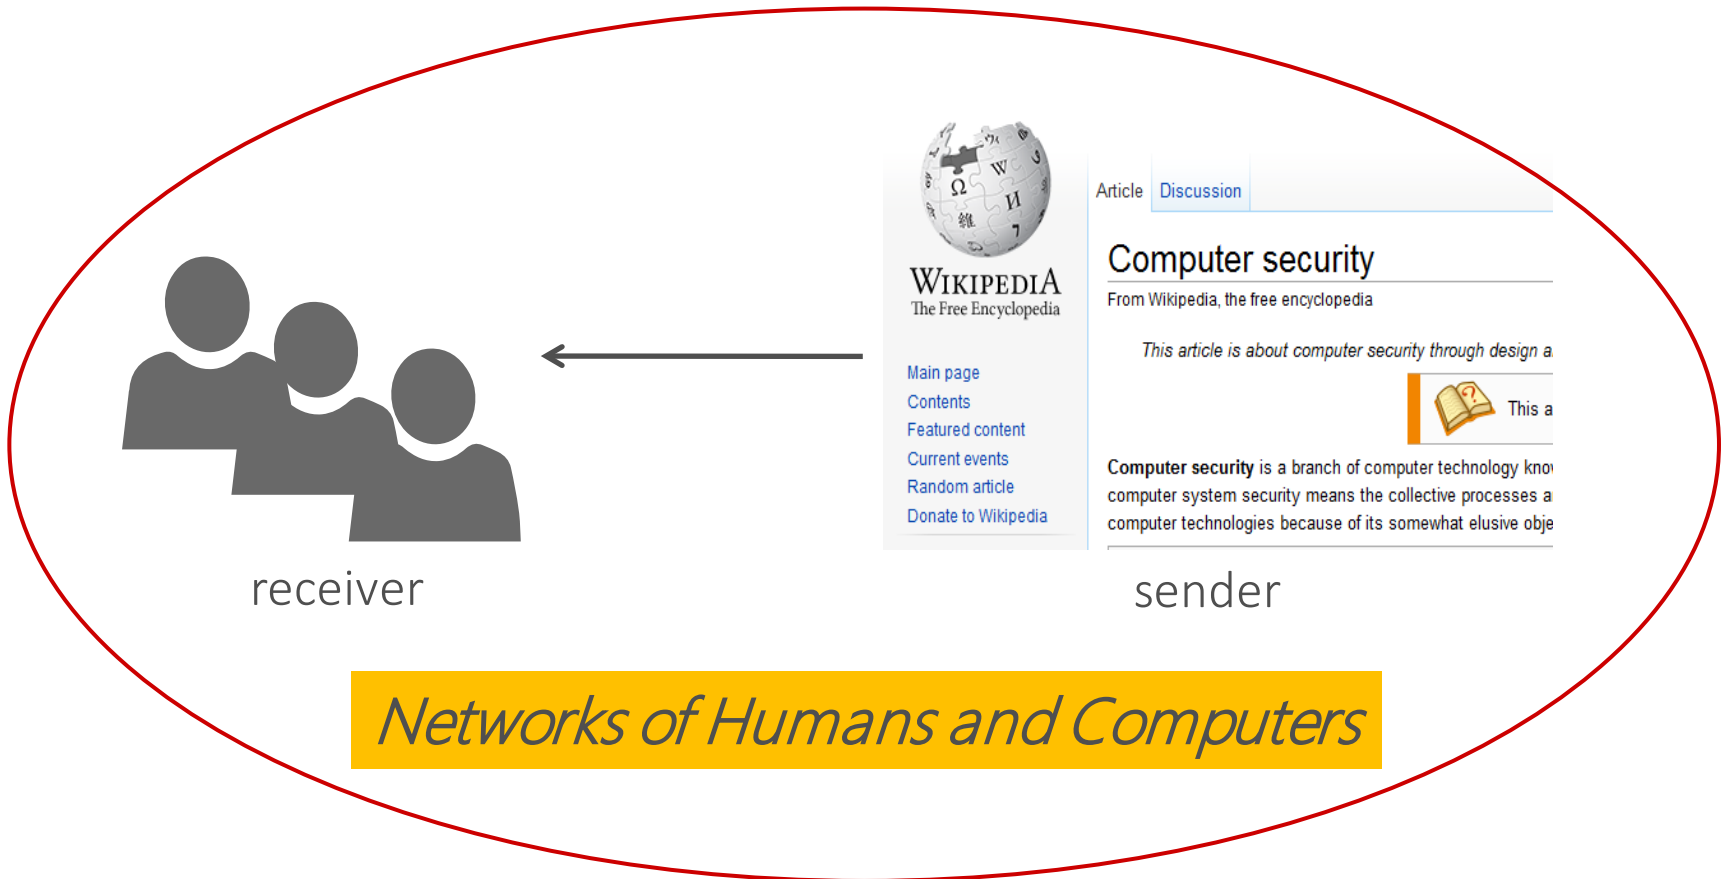 WIKIPEDIA
The Free Encyclopedia
Main page
Contents
Featured content
Current events
Random article
Donate to Wikipedia
Article Discussion
Computer security
From Wikipedia, the free encyclopedia
This article is about computer security through design
This a
Computer security is a branch of computer technology
computer system security means the collective processes
computer technologies because of its somewhat elusive
receiver
sender
Networks of Humans and Computers